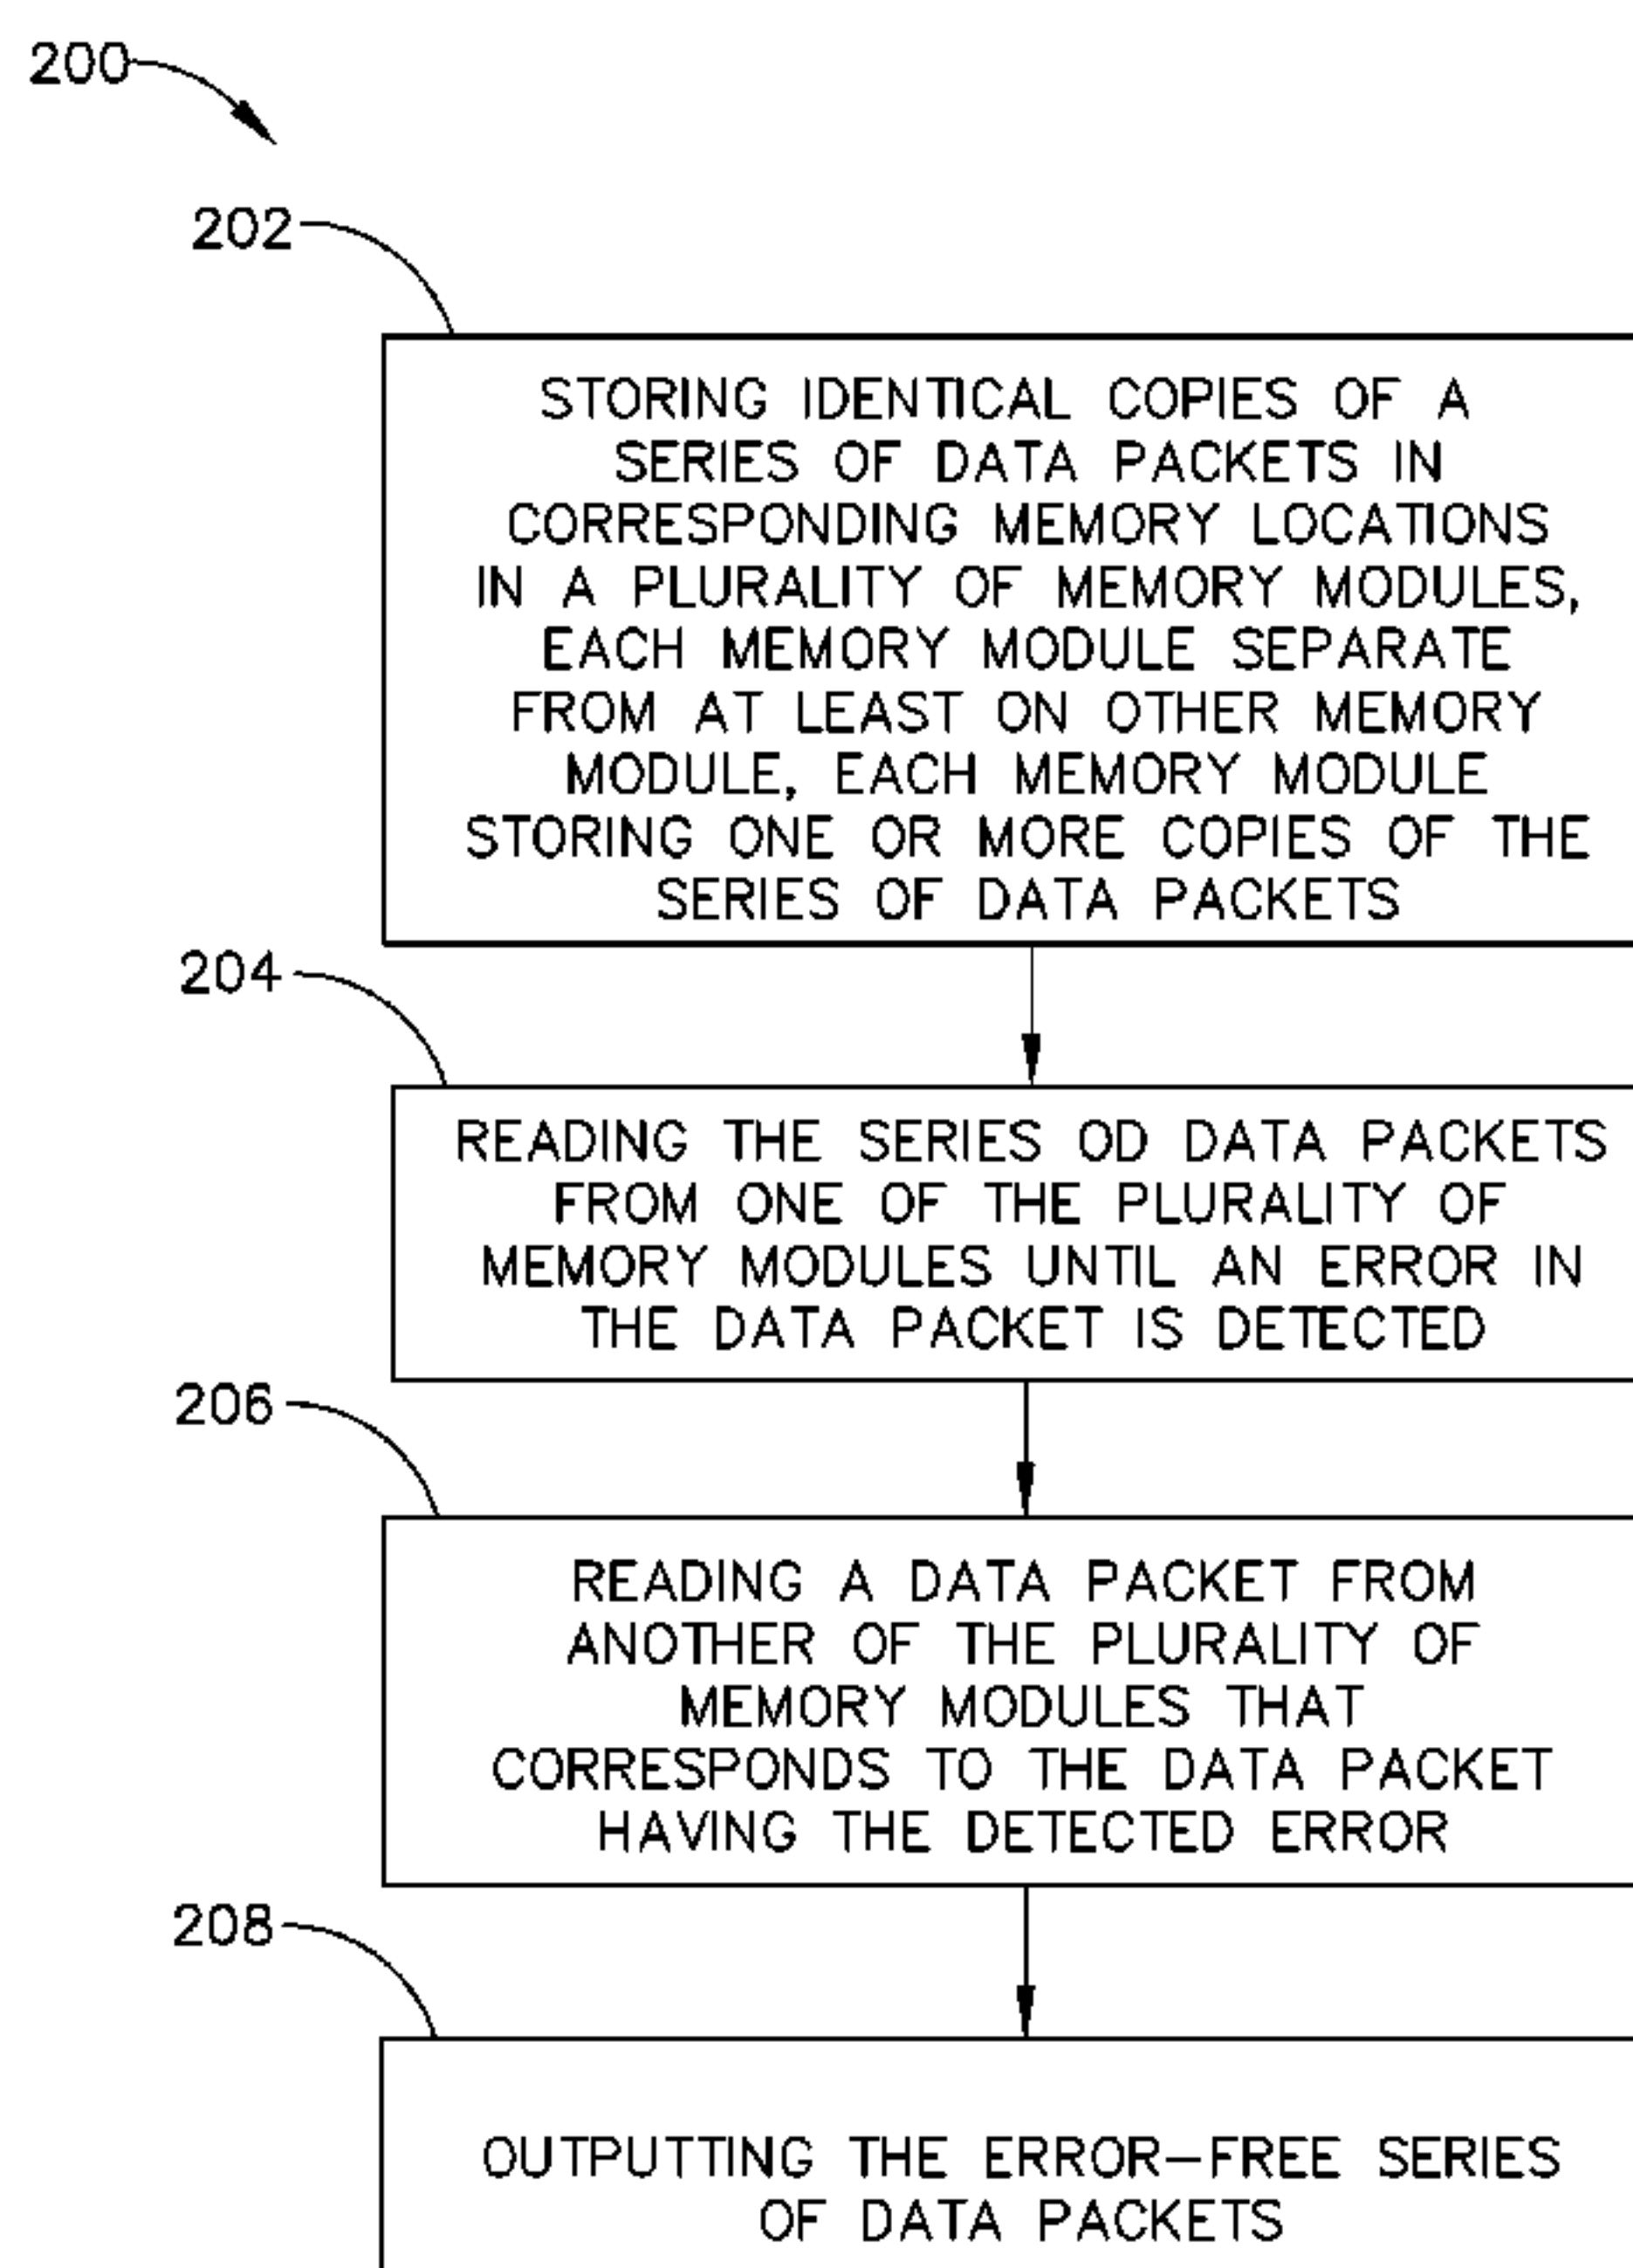 200
202
STORING IDENTICAL COPIES OF A
SERIES OF DATA PACKETS IN
CORRESPONDING MEMORY LOCATIONS
IN A PLURALITY OF MEMORY MODULES,
EACH MEMORY MODULE SEPARATE
FROM AT LEAST ON OTHER MEMORY
MODULE, EACH MEMORY MODULE
STORING ONE OR MORE COPIES OF THE
SERIES OF DATA PACKETS
204
READING THE SERIES OD DATA PACKETS
FROM ONE OF THE PLURALITY OF
MEMORY MODULES UNTIL AN ERROR IN
THE DATA PACKET IS DETECTED
206
READING A DATA PACKET FROM
ANOTHER OF THE PLURALITY OF
MEMORY MODULES THAT
CORRESPONDS TO THE DATA PACKET
HAVING THE DETECTED ERROR
208
OUTPUTTING THE ERROR-FREE SERIES
OF DATA PACKETS